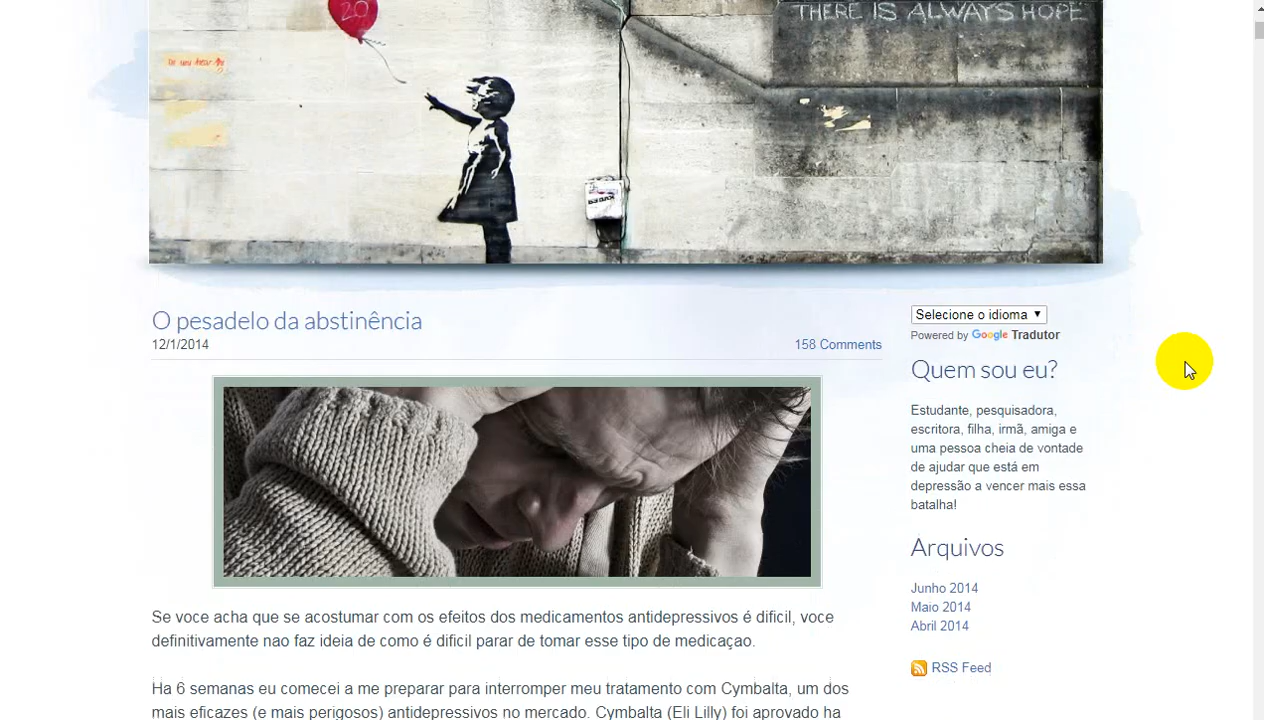 20
THERE IS ALWAYS HOPE
O pesadelo da abstinência
12/1/2014
158 Comments
Se voce acha que se acostumar com os efeitos dos medicamentos antidepressivos é dificil, voce
definitivamente nao faz ideia de como é dificil parar de tomar esse tipo de medicaçao.
Ha 6 semanas eu comecei a me preparar para interromper meu tratamento com Cymbalta, um dos
mais eficazes (e mais perigosos) antidepressivos no mercado. Cymbalta (Eli Lilly) foi aprovado ha
Selecione o idioma
Powered by Google Tradutor
Quem sou eu?
Estudante, pesquisadora,
escritora, filha, irmã, amiga e
uma pessoa cheia de vontade
de ajudar que está em
depressão a vencer mais essa
batalha!
Arquivos
Junho 2014
Maio 2014
Abril 2014
RSS Feed